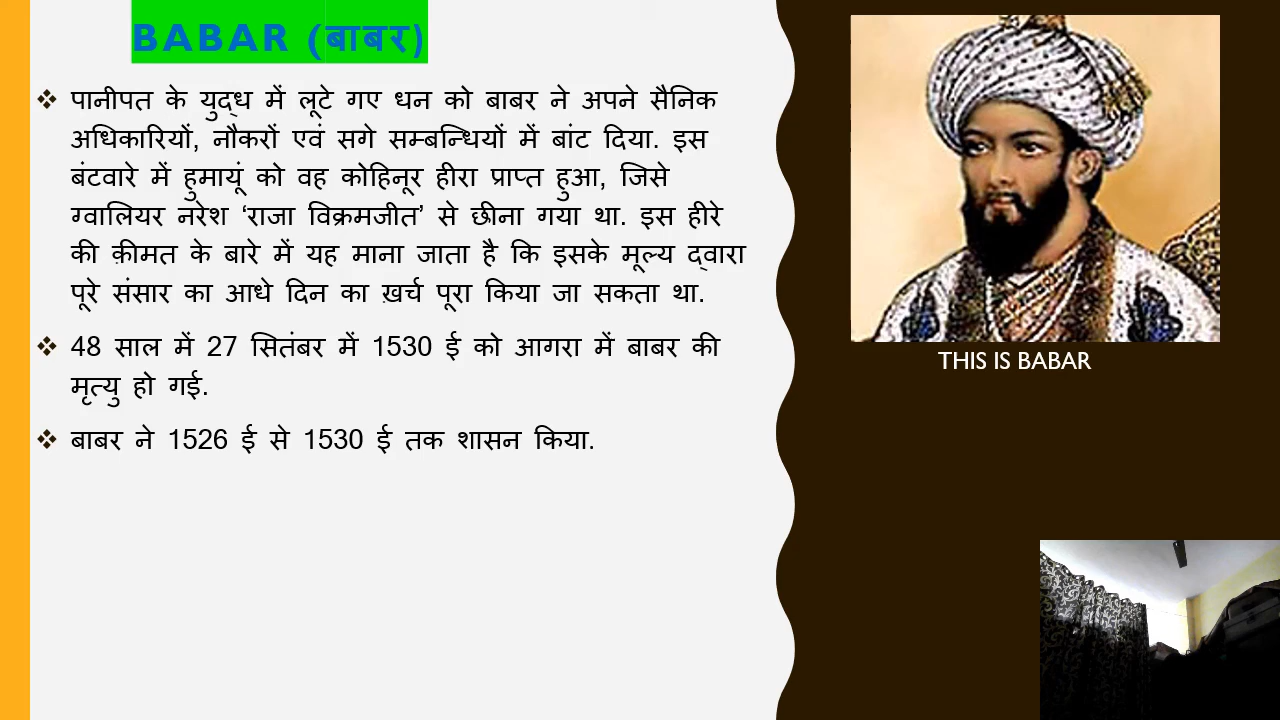 BABAR (बाबर)
❖ पानीपत के युद्ध में लूटे गए धन को बाबर ने अपने सैनिक
अधिकारियों, नौकरों एवं सगे सम्बन्धियों में बांट दिया. इस
बंटवारे में हुमायूं को वह कोहिनूर हीरा प्राप्त हुआ, जिसे
ग्वालियर नरेश ‘राजा विक्रमजीत’ से छीना गया था. इस हीरे
की क़ीमत के बारे में यह माना जाता है कि इसके मूल्य द्वारा
पूरे संसार का आधे दिन का ख़र्च पूरा किया जा सकता था.
❖ 48 साल में 27 सितंबर में 1530 ई को आगरा में बाबर की
मृत्यु हो गई.
❖ बाबर ने 1526 ई से 1530 ई तक शासन किया.
THIS IS BABAR